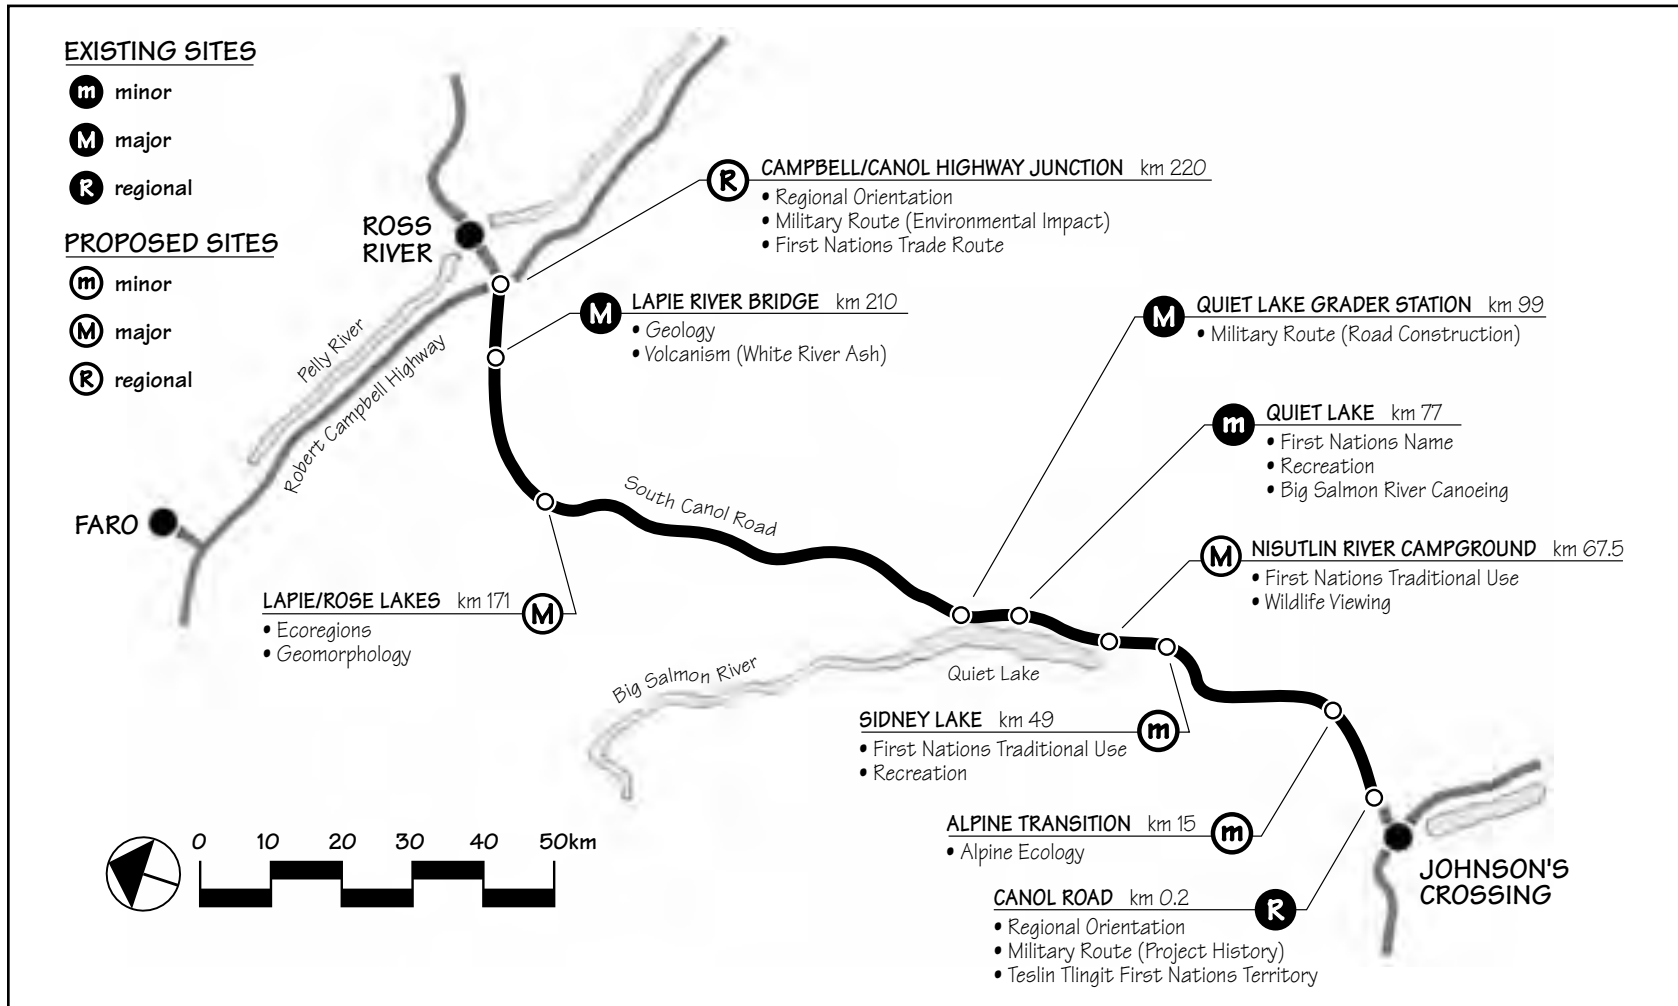 EXISTING SITES
m minor
M major
R regional
PROPOSED SITES
m minor
M major
R regional
ROSS
RIVER
FARO
Pelly River
Robert Campbell Highway
South Canol Road
Big Salmon River
Quiet Lake
JOHNSON'S
CROSSING
R CAMPBELL/CANOL HIGHWAY JUNCTION km 220
• Regional Orientation
• Military Route (Environmental Impact)
• First Nations Trade Route
M LAPIE RIVER BRIDGE km 210
• Geology
• Volcanism (White River Ash)
M QUIET LAKE GRADER STATION km 99
• Military Route (Road Construction)
m QUIET LAKE km 77
• First Nations Name
• Recreation
• Big Salmon River Canoeing
M NISUTLIN RIVER CAMPGROUND km 67.5
• First Nations Traditional Use
• Wildlife Viewing
LAPIE/ROSE LAKES km 171 M
• Ecoregions
• Geomorphology
SIDNEY LAKE km 49 m
• First Nations Traditional Use
• Recreation
ALPINE TRANSITION km 15 m
• Alpine Ecology
CANOL ROAD km 0.2 R
• Regional Orientation
• Military Route (Project History)
• Teslin Tlingit First Nations Territory
0 10 20 30 40 50km